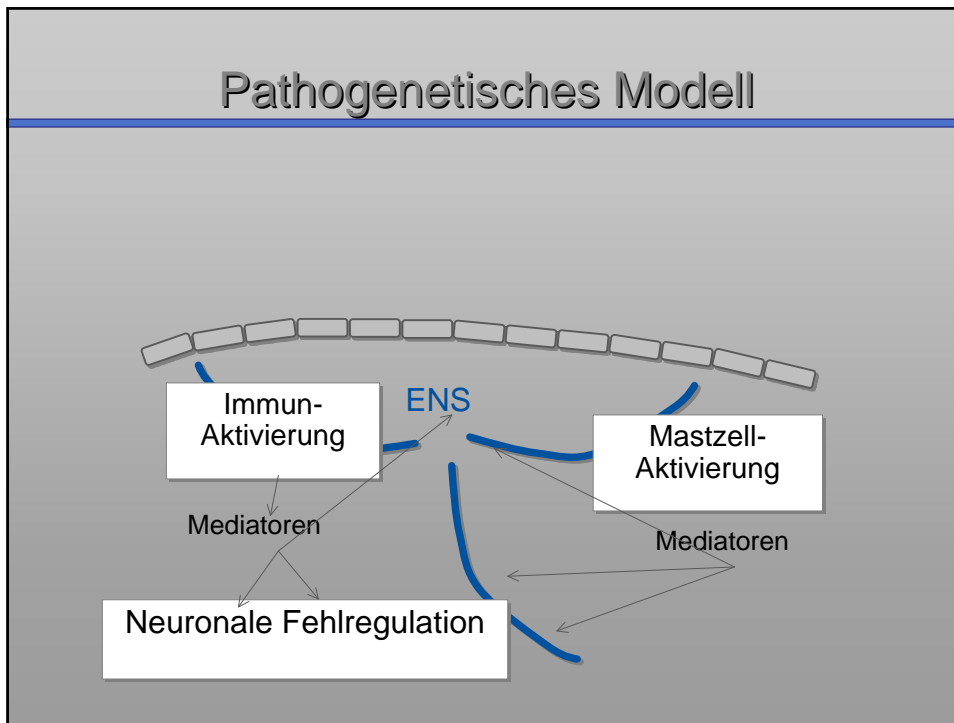 Pathogenetisches Modell
ENS
Immun-
Aktivierung
Mastzell-
Aktivierung
Mediatoren
Mediatoren
Neuronale Fehlregulation